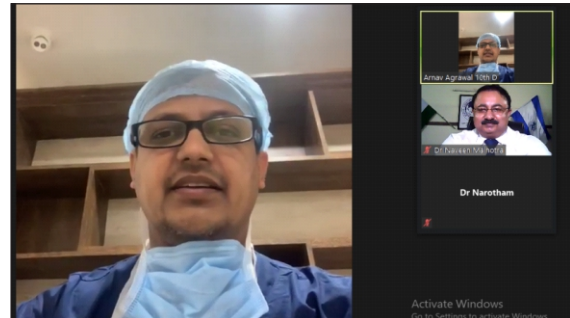 Arnav Agrawal 10th D
Dr Naveen Malhotra
Dr Narotham
Activate Windows
Go to Settings to activate Windows.